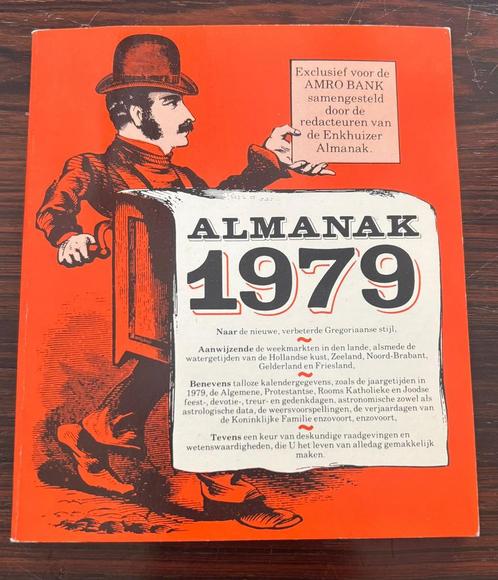 Exclusief voor de
AMRO BANK
samengesteld
door de
redacteuren van
de Enkhuizer
Almanak.
ALMANAK
1979
Naar de nieuwe, verbeterde Gregoriaanse stijl,
Aanwijzende de weekmarkten in den lande, alsmede de
watergetijden van de Hollandse kust, Zeeland, Noord-Brabant,
Gelderland en Friesland,
Benevens talloze kalendergegevens, zoals de jaargetijden in
1979, de Algemene, Protestantse, Rooms Katholieke en Joodse
feest-, devotie-, treur- en gedenkdagen, astronomische zowel als
astrologische data, de weersvoorspellingen, de verjaardagen van
de Koninklijke Familie enzovoort, enzovoort,
Tevens een keur van deskundige raadgevingen en
wetenswaardigheden, die U het leven van alledag gemakkelijk
maken.